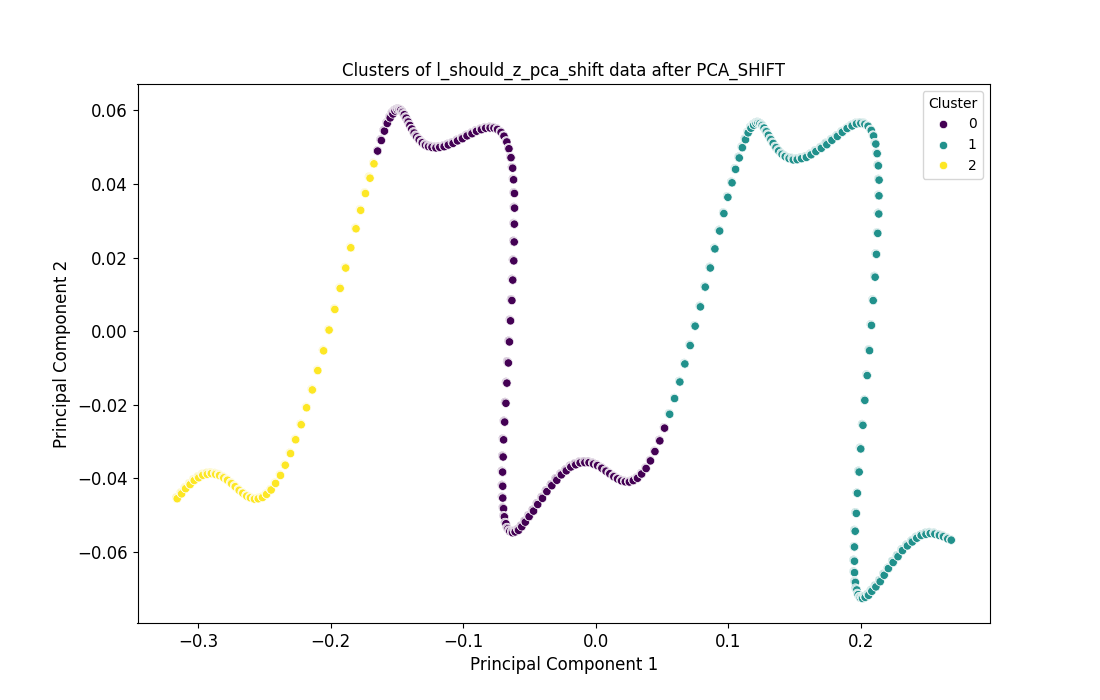 Clusters of l_should_z_pca_shift data after PCA_SHIFT
Cluster
0
1
2
Principal Component 2
0.06
0.04
0.02
0.00
−0.02
−0.04
−0.06
−0.3 −0.2 −0.1 0.0 0.1 0.2
Principal Component 1